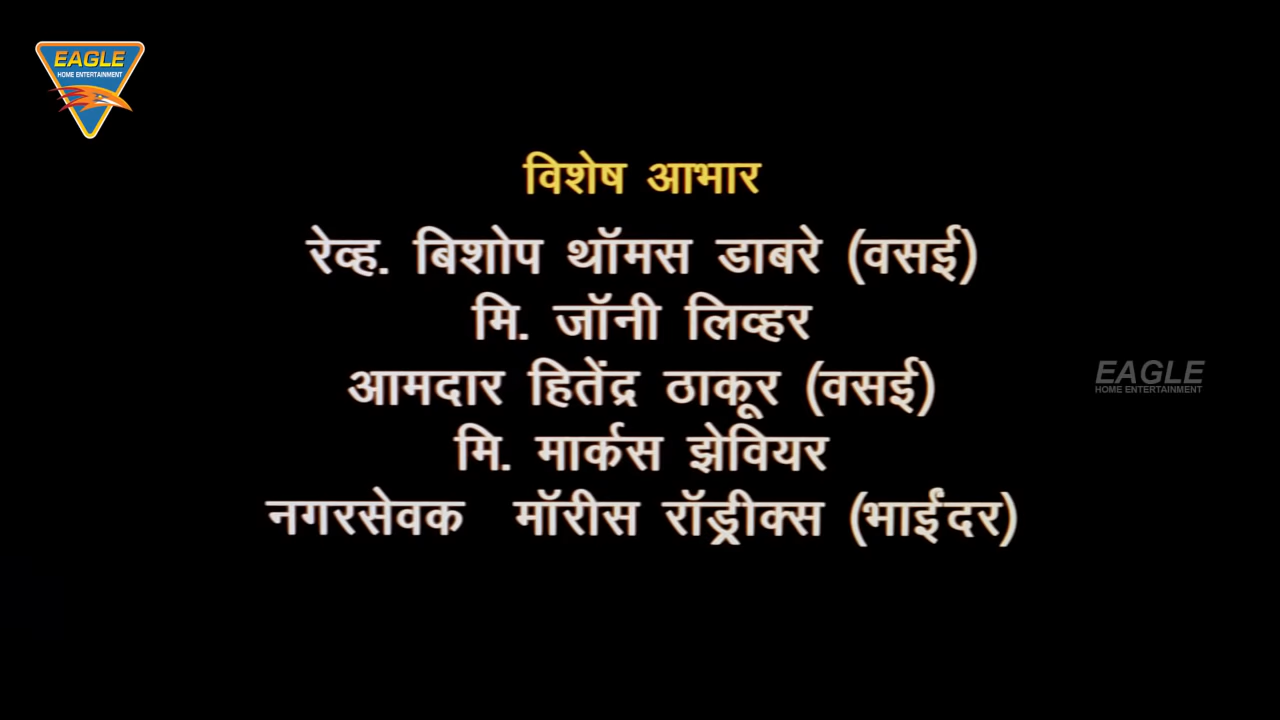 EAGLE
HOME ENTERTAINMENT
विशेष आभार
रेव्ह. बिशोप थॉमस डाबरे (वसई)
मि. जॉनी लिव्हर
आमदार हितेंद्र ठाकूर (वसई)
EAGLE
HOME ENTERTAINMENT
मि. मार्कस झेवियर
नगरसेवक मॉरीस रॉड्रीक्स (भाईंदर)